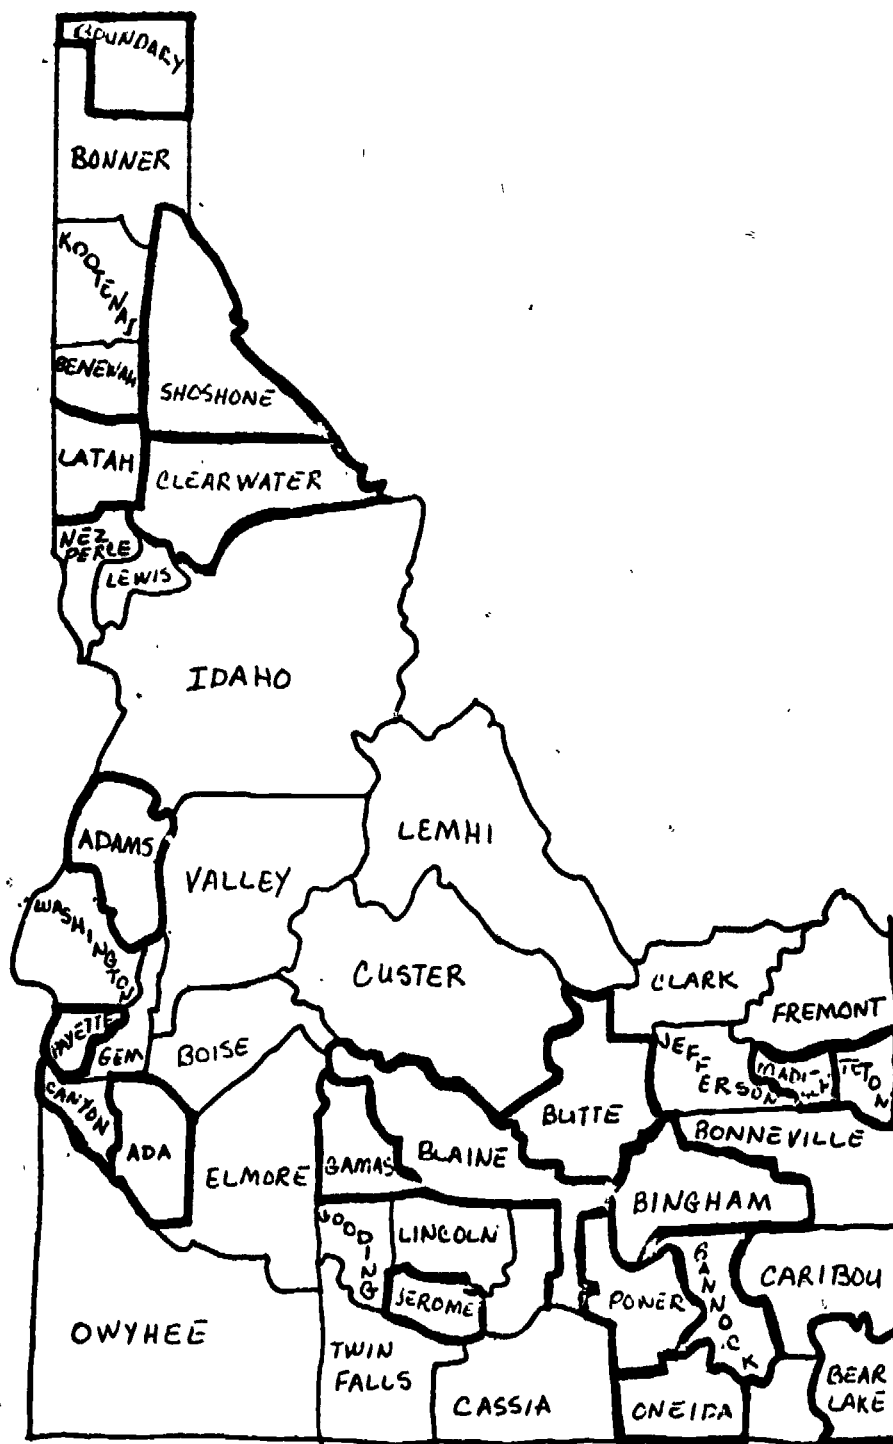 BOUNDARY
BONNER
KOOTENAI
BENEWAH
SHOSHONE
LATAH
CLEARWATER
NEZ
PERCE
LEWIS
IDAHO
ADAMS
LEMHI
VALLEY
WASHINGTON
CUSTER
CLARK
FREMONT
PAYETTE
GEM
BOISE
JEFFERSON
TETON
CANYON
ADA
BUTTE
BONNEVILLE
ELMORE
CAMAS
BLAINE
BINGHAM
GOODING
LINCOLN
BANNOCK
CARIBOU
JEROME
POWER
OWYHEE
TWIN
FALLS
CASSIA
ONEIDA
BEAR
LAKE